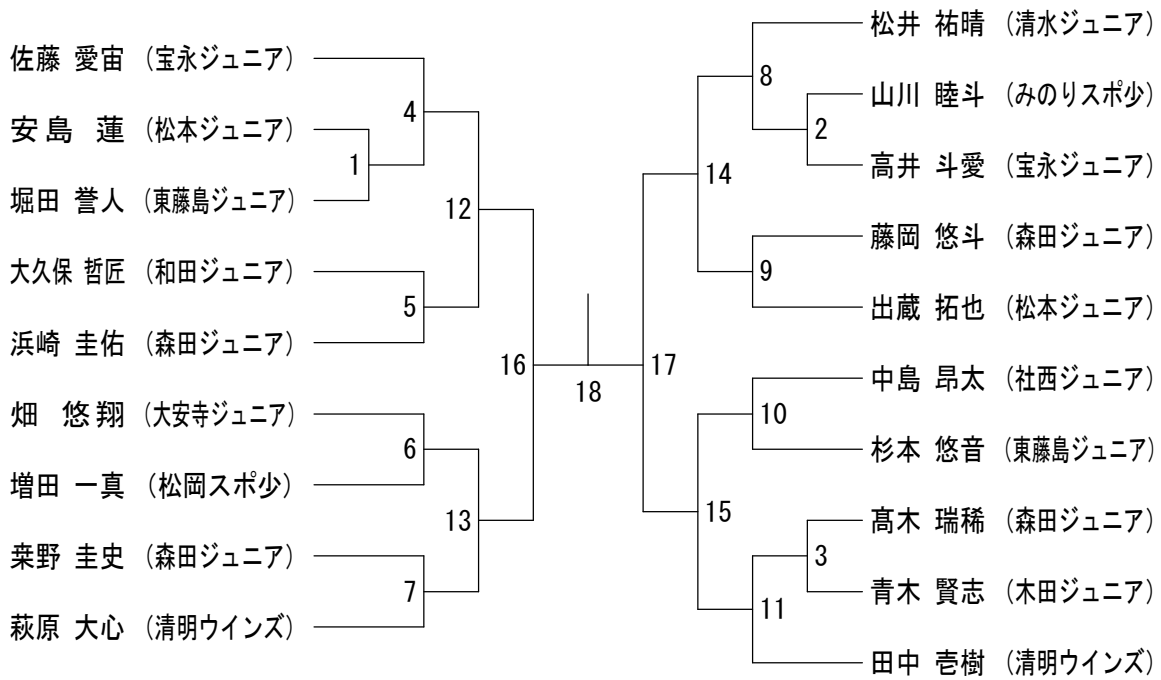 佐藤 愛宙 (宝永ジュニア)
安島 蓮 (松本ジュニア)
堀田 誉人 (東藤島ジュニア)
大久保 哲匠 (和田ジュニア)
浜崎 圭佑 (森田ジュニア)
畑 悠翔 (大安寺ジュニア)
増田 一真 (松岡スポ少)
桒野 圭史 (森田ジュニア)
萩原 大心 (清明ウインズ)
1
4
5
6
7
12
13
16
18
17
14
15
8
2
9
10
3
11
松井 祐晴 (清水ジュニア)
山川 睦斗 (みのりスポ少)
高井 斗愛 (宝永ジュニア)
藤岡 悠斗 (森田ジュニア)
出蔵 拓也 (松本ジュニア)
中島 昂太 (社西ジュニア)
杉本 悠音 (東藤島ジュニア)
髙木 瑞稀 (森田ジュニア)
青木 賢志 (木田ジュニア)
田中 壱樹 (清明ウインズ)